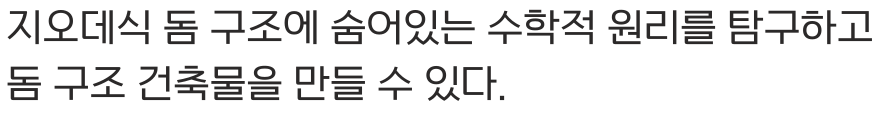 지오데식 돔 구조에 숨어있는 수학적 원리를 탐구하고
돔 구조 건축물을 만들 수 있다.